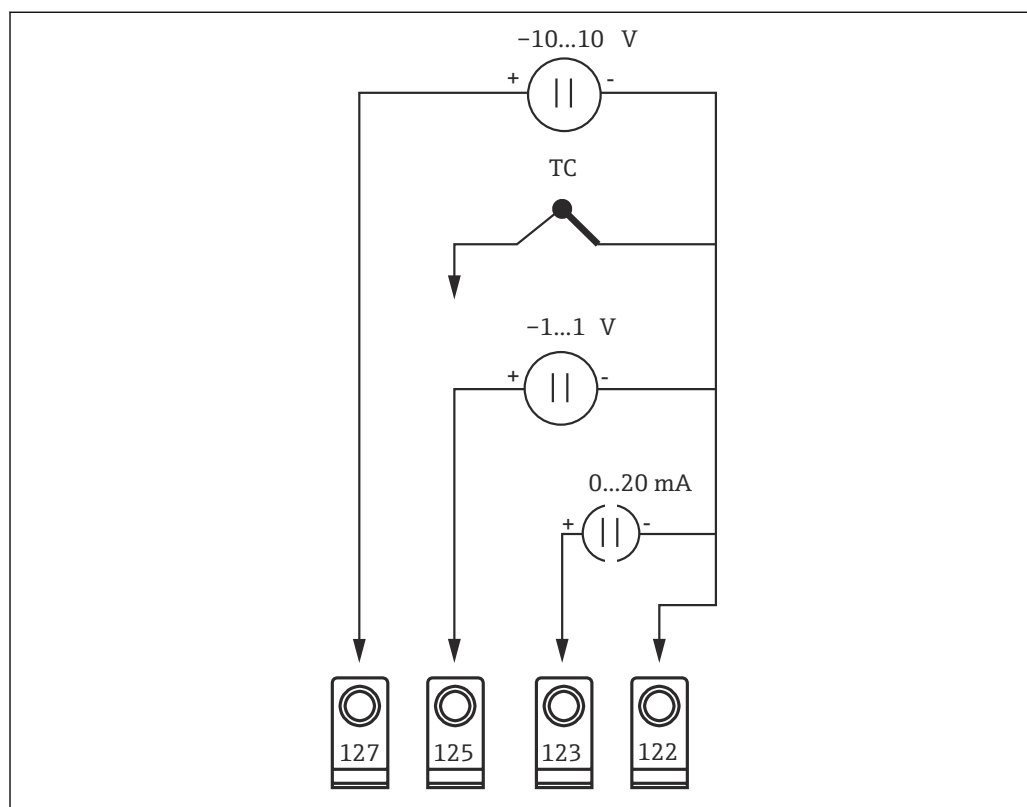 −10...10 V
+ -
TC
−1...1 V
+ -
0...20 mA
+ -
127 125 123 122